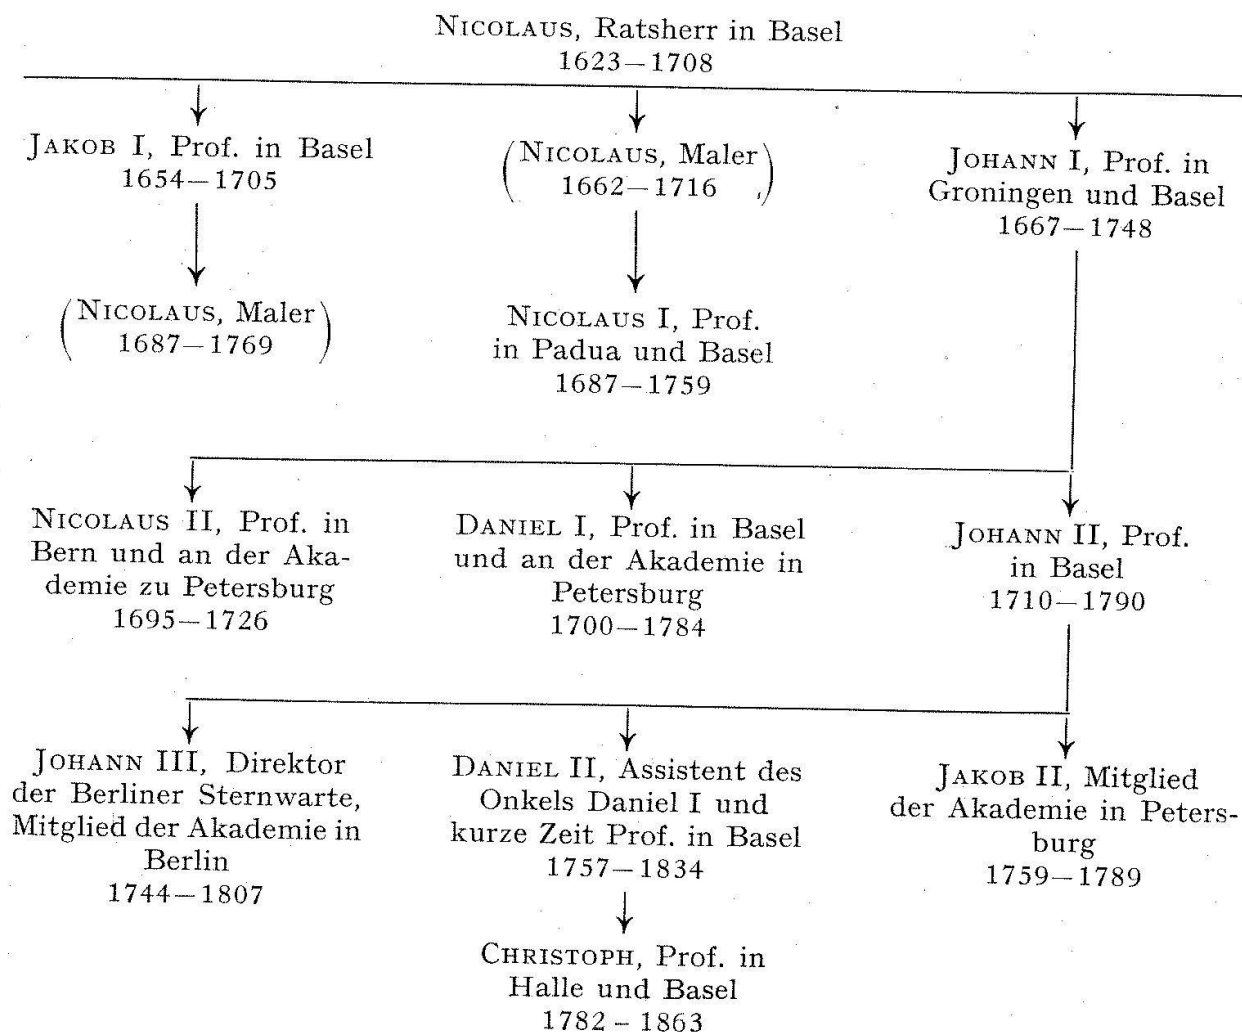 NICOLAUS, Ratsherr in Basel
1623—1708
JAKOB I, Prof. in Basel
1654—1705
(NICOLAUS, Maler)
1662—1716
JOHANN I, Prof. in
Groningen und Basel
1667—1748
(NICOLAUS, Maler)
1687—1769
NICOLAUS I, Prof.
in Padua und Basel
1687—1759
NICOLAUS II, Prof. in
Bern und an der Aka-
demie zu Petersburg
1695—1726
DANIEL I, Prof. in Basel
und an der Akademie in
Petersburg
1700—1784
JOHANN II, Prof.
in Basel
1710—1790
JOHANN III, Direktor
der Berliner Sternwarte,
Mitglied der Akademie in
Berlin
1744—1807
DANIEL II, Assistent des
Onkels Daniel I und
kurze Zeit Prof. in Basel
1757—1834
JAKOB II, Mitglied
der Akademie in Peters-
burg
1759—1789
CHRISTOPH, Prof. in
Halle und Basel
1782 – 1863